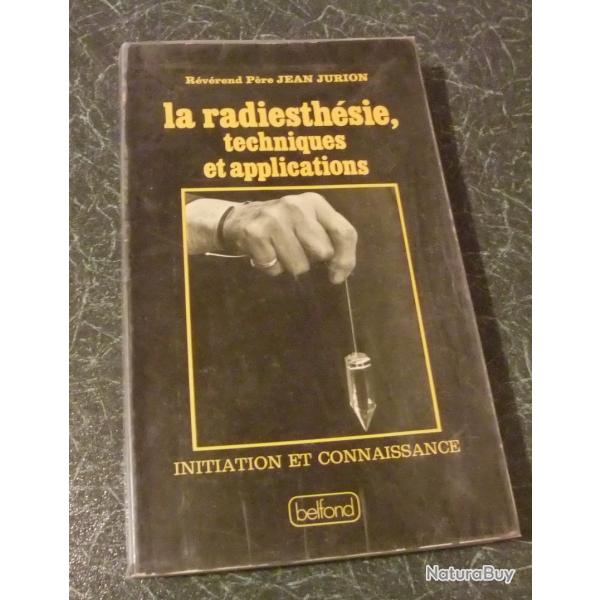 Révérend Père JEAN JURION
la radiesthésie,
techniques
et applications
INITIATION ET CONNAISSANCE
belfond
NaturaBuy